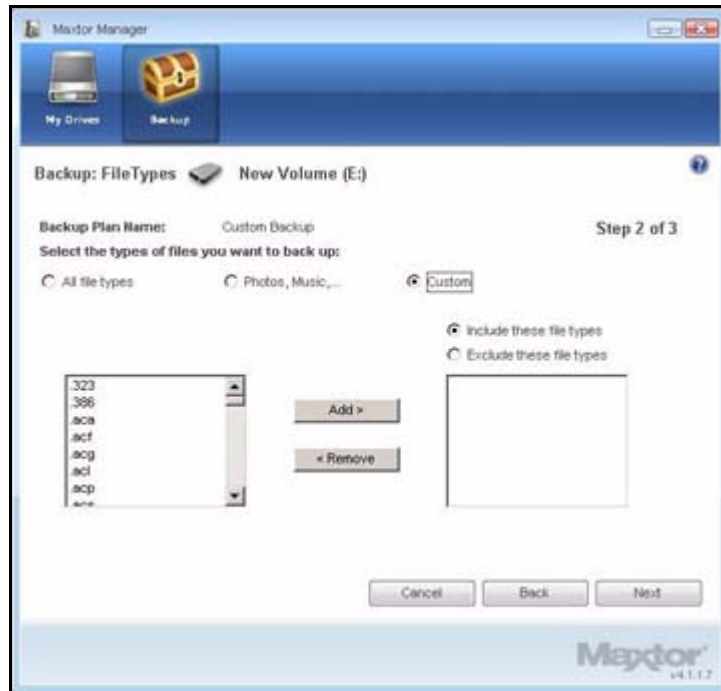 Maxtor Manager
My Drives
Backup
Backup: FileTypes New Volume (E:)
Backup Plan Name: Custom Backup Step 2 of 3
Select the types of files you want to back up:
All file types Photos, Music,... Custom
Include these file types
Exclude these file types
.323
.386
.aca
.acf
.acg
.acl
.acp
.acs
Add >
< Remove
Cancel Back Next
Maxtor
v4.1.1.7